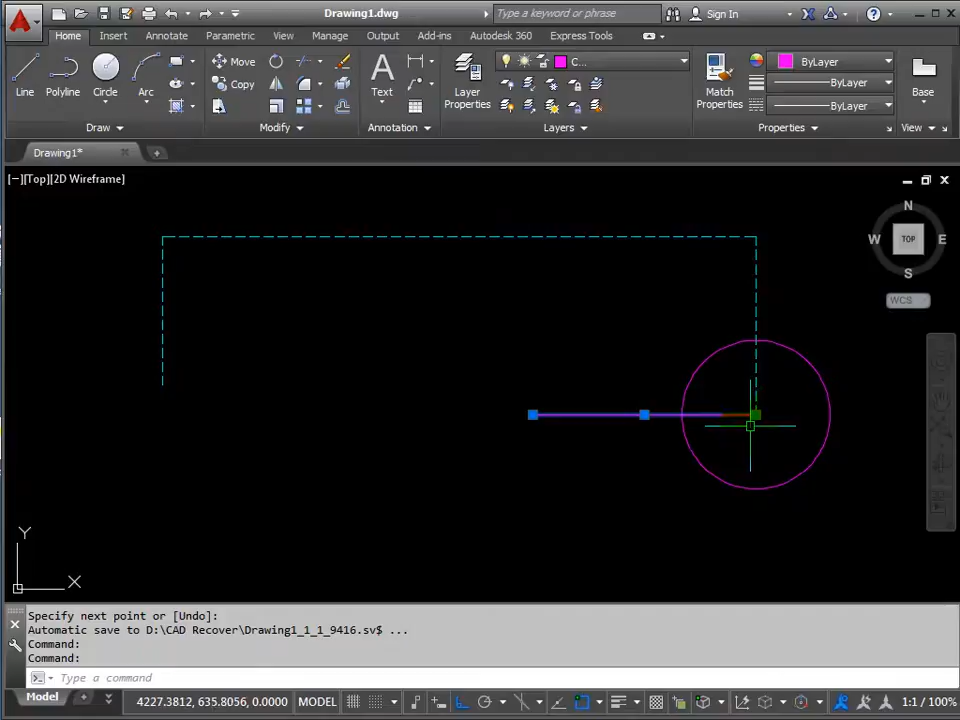 Drawing1.dwg
Type a keyword or phrase
Sign In
Home Insert Annotate Parametric View Manage Output Add-ins Autodesk 360 Express Tools
Line Polyline Circle Arc
Move
Copy
Text
Layer Properties
C...
Match Properties
ByLayer
ByLayer
ByLayer
Base
Draw Modify Annotation Layers Properties View
Drawing1*
[−][Top][2D Wireframe]
N
W TOP E
S
WCS
Y
X
Specify next point or [Undo]:
Automatic save to D:\CAD Recover\Drawing1_1_1_9416.sv$ ...
Command:
Command:
Type a command
Model
4227.3812, 635.8056, 0.0000 MODEL 1:1 / 100%